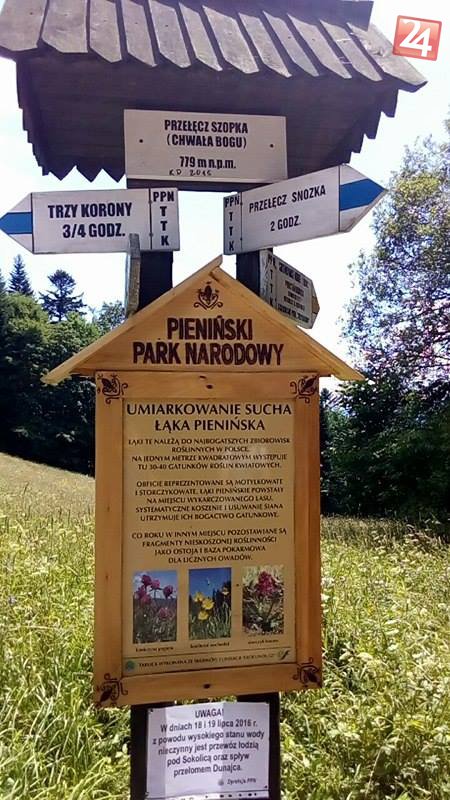 24
PRZEŁĘCZ SZOPKA
(CHWAŁA BOGU)
779 m n.p.m.
K.D. 2015
TRZY KORONY
3/4 GODZ.
PPN
T
T
K
PPN
T
T
K
PRZEŁĘCZ SNOZKA
2 GODZ.
PIENIŃSKI
PARK NARODOWY
UMIARKOWANIE SUCHA
ŁĄKA PIENIŃSKA
ŁĄKI TE NALEŻĄ DO NAJBOGATSZYCH ZBIOROWISK
ROŚLINNYCH W POLSCE.
NA JEDNYM METRZE KWADRATOWYM WYSTĘPUJE
TU 30-40 GATUNKÓW ROŚLIN KWIATOWYCH.
OBFICIE REPREZENTOWANE SĄ MOTYLKOWATE
I STORCZYKOWATE. ŁĄKI PIENIŃSKIE POWSTAŁY
NA MIEJSCU WYKARCZOWANEGO LASU.
SYSTEMATYCZNE KOSZENIE I USUWANIE SIANA
UTRZYMUJE ICH BOGACTWO GATUNKOWE.
CO ROKU W INNYM MIEJSCU POZOSTAWIANE SĄ
FRAGMENTY NIESKOSZONEJ ROŚLINNOŚCI
JAKO OSTOJA I BAZA POKARMOWA
DLA LICZNYCH OWADÓW.
UWAGA!
W dniach 18 i 19 lipca 2016 r.
z powodu wysokiego stanu wody
nieczynny jest przewóz łodzią
pod Sokolicą oraz spływ
przełomem Dunajca.
Dyrekcja PPN